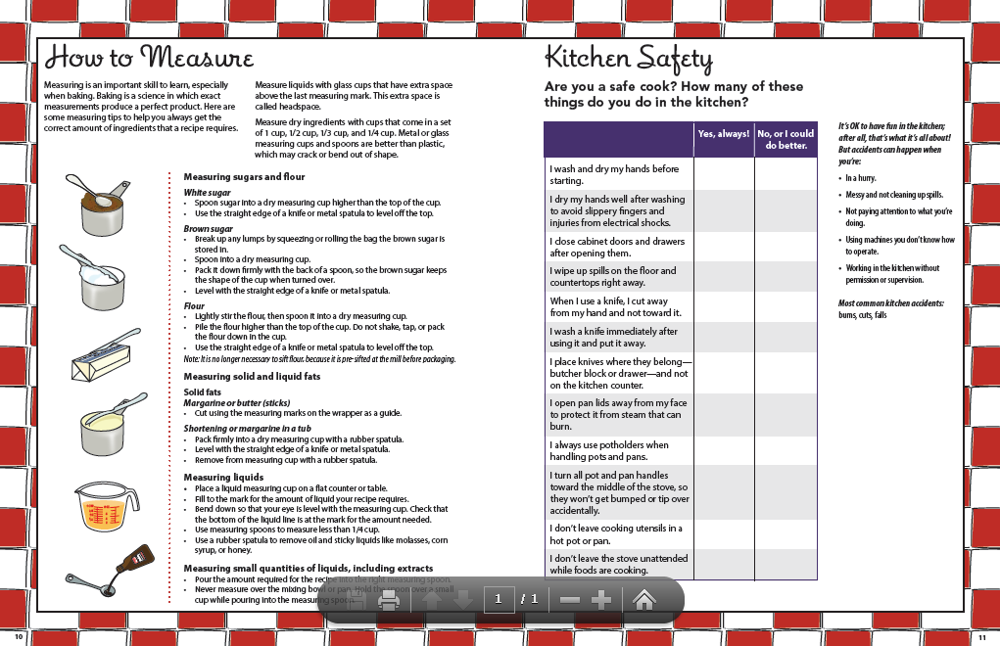 How to Measure
Measuring is an important skill to learn, especially
when baking. Baking is a science in which exact
measurements produce a perfect product. Here are
some measuring tips to help you always get the
correct amount of ingredients that a recipe requires.
Measure liquids with glass cups that have extra space
above the last measuring mark. This extra space is
called headspace.
Measure dry ingredients with cups that come in a set
of 1 cup, 1/2 cup, 1/3 cup, and 1/4 cup. Metal or glass
measuring cups and spoons are better than plastic,
which may crack or bend out of shape.
Measuring sugars and flour
White sugar
• Spoon sugar into a dry measuring cup higher than the top of the cup.
• Use the straight edge of a knife or metal spatula to level off the top.
Brown sugar
• Break up any lumps by squeezing or rolling the bag the brown sugar is
stored in.
• Spoon into a dry measuring cup.
• Pack it down firmly with the back of a spoon, so the brown sugar keeps
the shape of the cup when turned over.
• Level with the straight edge of a knife or metal spatula.
Flour
• Lightly stir the flour, then spoon it into a dry measuring cup.
• Pile the flour higher than the top of the cup. Do not shake, tap, or pack
the flour down in the cup.
• Use the straight edge of a knife or metal spatula to level off the top.
Note: It is no longer necessary to sift flour, because it is pre-sifted at the mill before packaging.
Measuring solid and liquid fats
Solid fats
Margarine or butter (sticks)
• Cut using the measuring marks on the wrapper as a guide.
Shortening or margarine in a tub
• Pack firmly into a dry measuring cup with a rubber spatula.
• Level with the straight edge of a knife or metal spatula.
• Remove from measuring cup with a rubber spatula.
Measuring liquids
• Place a liquid measuring cup on a flat counter or table.
• Fill to the mark for the amount of liquid your recipe requires.
• Bend down so that your eye is level with the measuring cup. Check that
the bottom of the liquid line is at the mark for the amount needed.
• Use measuring spoons to measure less than 1/4 cup.
• Use a rubber spatula to remove oil and sticky liquids like molasses, corn
syrup, or honey.
Measuring small quantities of liquids, including extracts
• Pour the amount required for the recipe into the right measuring spoon.
• Never measure over the mixing bowl or pan. Hold the spoon over a small
cup while pouring into the measuring spoon.
10
Kitchen Safety
Are you a safe cook? How many of these
things do you do in the kitchen?
Yes, always!
No, or I could
do better.
I wash and dry my hands before
starting.
I dry my hands well after washing
to avoid slippery fingers and
injuries from electrical shocks.
I close cabinet doors and drawers
after opening them.
I wipe up spills on the floor and
countertops right away.
When I use a knife, I cut away
from my hand and not toward it.
I wash a knife immediately after
using it and put it away.
I place knives where they belong—
butcher block or drawer—and not
on the kitchen counter.
I open pan lids away from my face
to protect it from steam that can
burn.
I always use potholders when
handling pots and pans.
I turn all pot and pan handles
toward the middle of the stove, so
they won't get bumped or tip over
accidentally.
I don't leave cooking utensils in a
hot pot or pan.
I don't leave the stove unattended
while foods are cooking.
It's OK to have fun in the kitchen;
after all, that's what it's all about!
But accidents can happen when
you're:
• In a hurry.
• Messy and not cleaning up spills.
• Not paying attention to what you're
doing.
• Using machines you don't know how
to operate.
• Working in the kitchen without
permission or supervision.
Most common kitchen accidents:
burns, cuts, falls
1 / 1
11